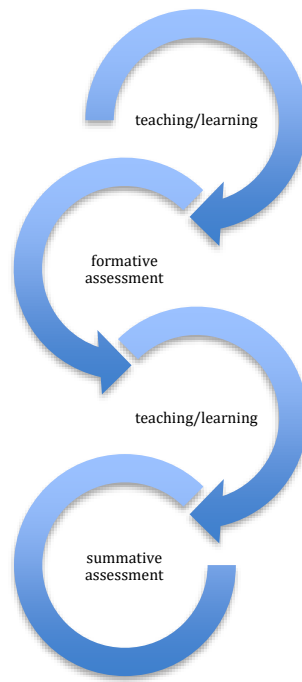 teaching/learning
formative
assessment
teaching/learning
summative
assessment